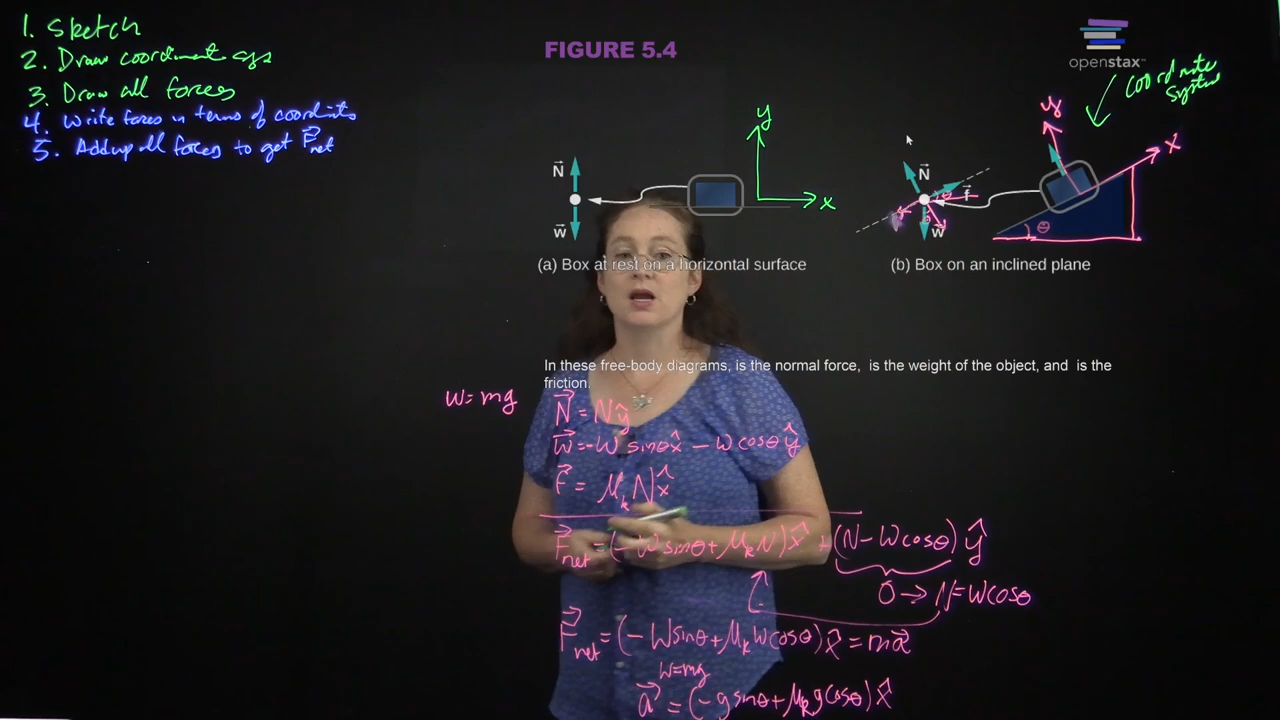 1. Sketch
2. Draw coordinate sys
3. Draw all forces
4. Write forces in terms of coordinates
5. Add up all forces to get F⃗net
FIGURE 5.4
openstax™
coordinate
system
y
x
N⃗
w⃗
y
x
θ
N⃗
θ
f⃗
θ
w⃗
(a) Box at rest on a horizontal surface
(b) Box on an inclined plane
In these free-body diagrams, is the normal force, is the weight of the object, and is the
friction.
w = mg
N⃗ = N ŷ
w⃗ = -W sinθ x̂ - W cosθ ŷ
f⃗ = μk N x̂
F⃗net = (-W sinθ + μk N) x̂ + (N - W cosθ) ŷ
0 → N = W cosθ
F⃗net = (-W sinθ + μk W cosθ) x̂ = m a⃗
w = mg
a⃗ = (-g sinθ + μk g cosθ) x̂